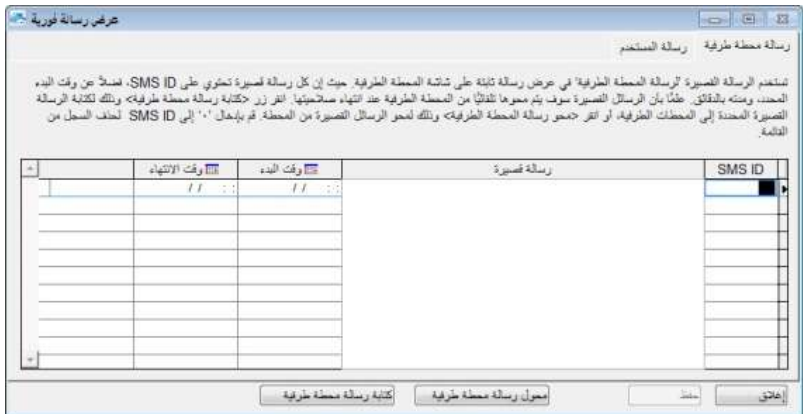 عرض رسالة فورية
رسالة محطة طرفية رسالة المستخدم
تستخدم الرسالة القصيرة "لرسالة المحطة الطرفية" في عرض رسالة ثابتة على شاشة المحطة الطرفية. حيث إن كل رسالة قصيرة تحتوي على SMS ID، فضلاً عن وقت البدء
المحدد، ومدته بالدقائق. علمًا بأن الرسائل القصيرة سوف يتم محوها تلقائيًا من المحطة الطرفية عند انتهاء صلاحيتها. انقر زر <كتابة رسالة محطة طرفية> وذلك لكتابة الرسالة
القصيرة المحددة إلى المحطات الطرفية، أو انقر <محو رسالة المحطة الطرفية> وذلك لمحو الرسائل القصيرة من المحطة. قم بإدخال '٠' إلى SMS ID لحذف السجل من
القائمة.
SMS ID رسالة قصيرة وقت البدء وقت الانتهاء
: : / / : : / /
إغلاق حفظ محول رسالة محطة طرفية كتابة رسالة محطة طرفية